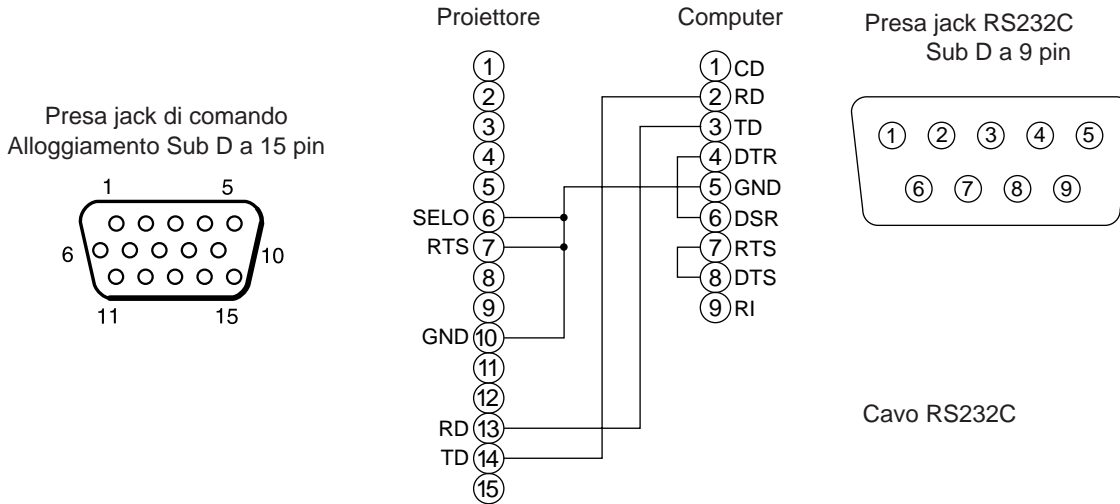 Presa jack di comando
Alloggiamento Sub D a 15 pin
1 5
6 10
11 15
Proiettore
1
2
3
4
5
SELO 6
RTS 7
8
9
GND 10
11
12
RD 13
TD 14
15
Computer
1 CD
2 RD
3 TD
4 DTR
5 GND
6 DSR
7 RTS
8 DTS
9 RI
Presa jack RS232C
Sub D a 9 pin
1 2 3 4 5
6 7 8 9
Cavo RS232C